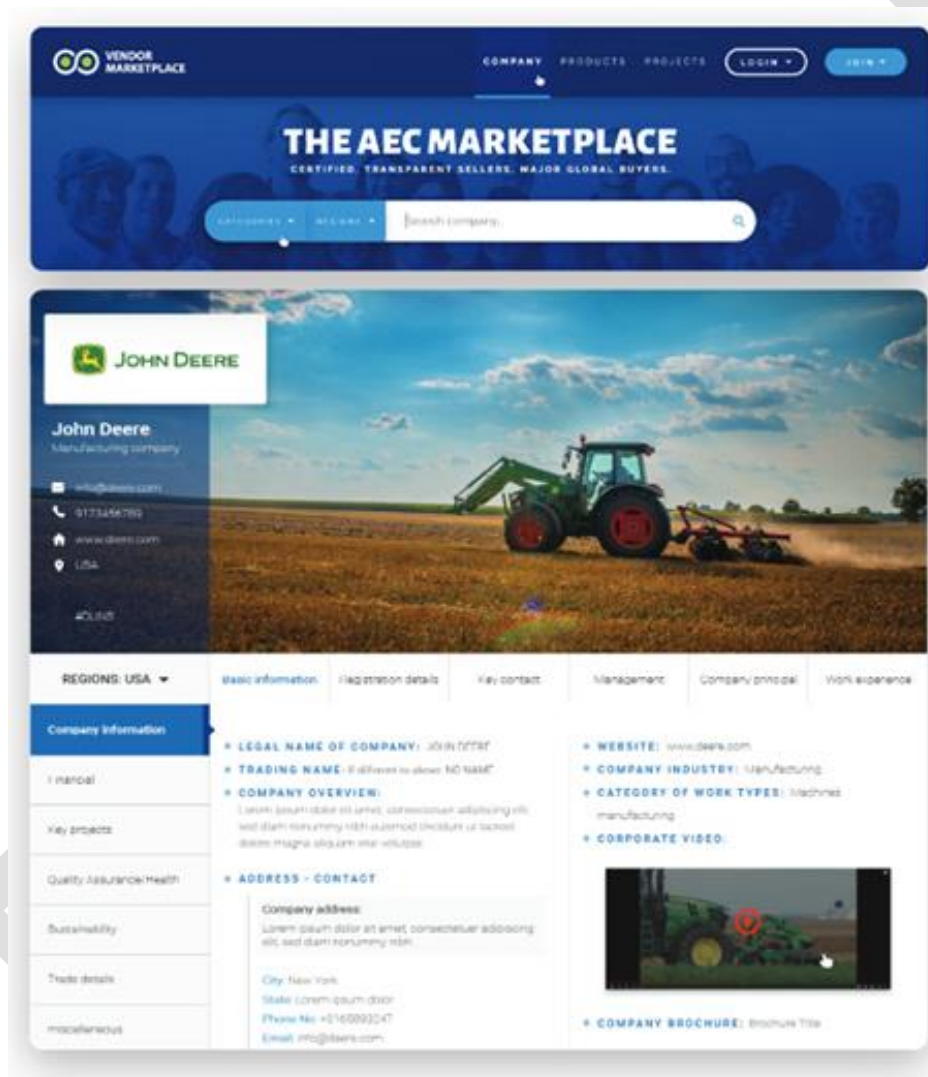 VENDOR
MARKETPLACE
COMPANY PRODUCTS PROJECTS LOGIN JOIN
THE AEC MARKETPLACE
CERTIFIED. TRANSPARENT SELLERS. MAJOR GLOBAL BUYERS.
CATEGORIES REGIONS Search company...
JOHN DEERE
John Deere
Manufacturing company
info@deere.com
9173456789
www.deere.com
USA
REGIONS: USA
Basic information Registration details Key contact Management Company principal Work experience
Company Information
Financial
Key projects
Quality Assurance/Health
Sustainability
Trade details
miscellaneous
LEGAL NAME OF COMPANY: JOHN DEERE
TRADING NAME: If different to above: NO NAME
COMPANY OVERVIEW:
Lorem ipsum dolor sit amet, consectetuer adipiscing elit,
sed diam nonummy nibh euismod tincidunt ut laoreet
dolore magna aliquam erat volutpat.
ADDRESS - CONTACT
Company address:
Lorem ipsum dolor sit amet, consectetuer adipiscing
elit, sed diam nonummy nibh
City: New York
State: Lorem ipsum dolor
Phone No:
Email: info@deere.com
WEBSITE: www.deere.com
COMPANY INDUSTRY: Manufacturing
CATEGORY OF WORK TYPES: Machines
manufacturing
CORPORATE VIDEO:
COMPANY BROCHURE: Brochure Title